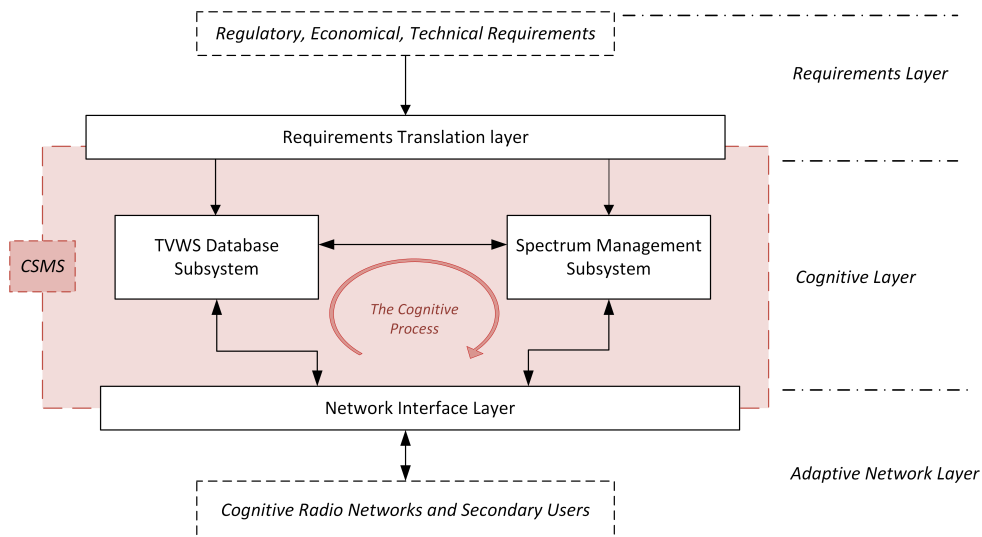 Regulatory, Economical, Technical Requirements
Requirements Layer
Requirements Translation layer
TVWS Database
Subsystem
Spectrum Management
Subsystem
CSMS
Cognitive Layer
The Cognitive
Process
Network Interface Layer
Adaptive Network Layer
Cognitive Radio Networks and Secondary Users